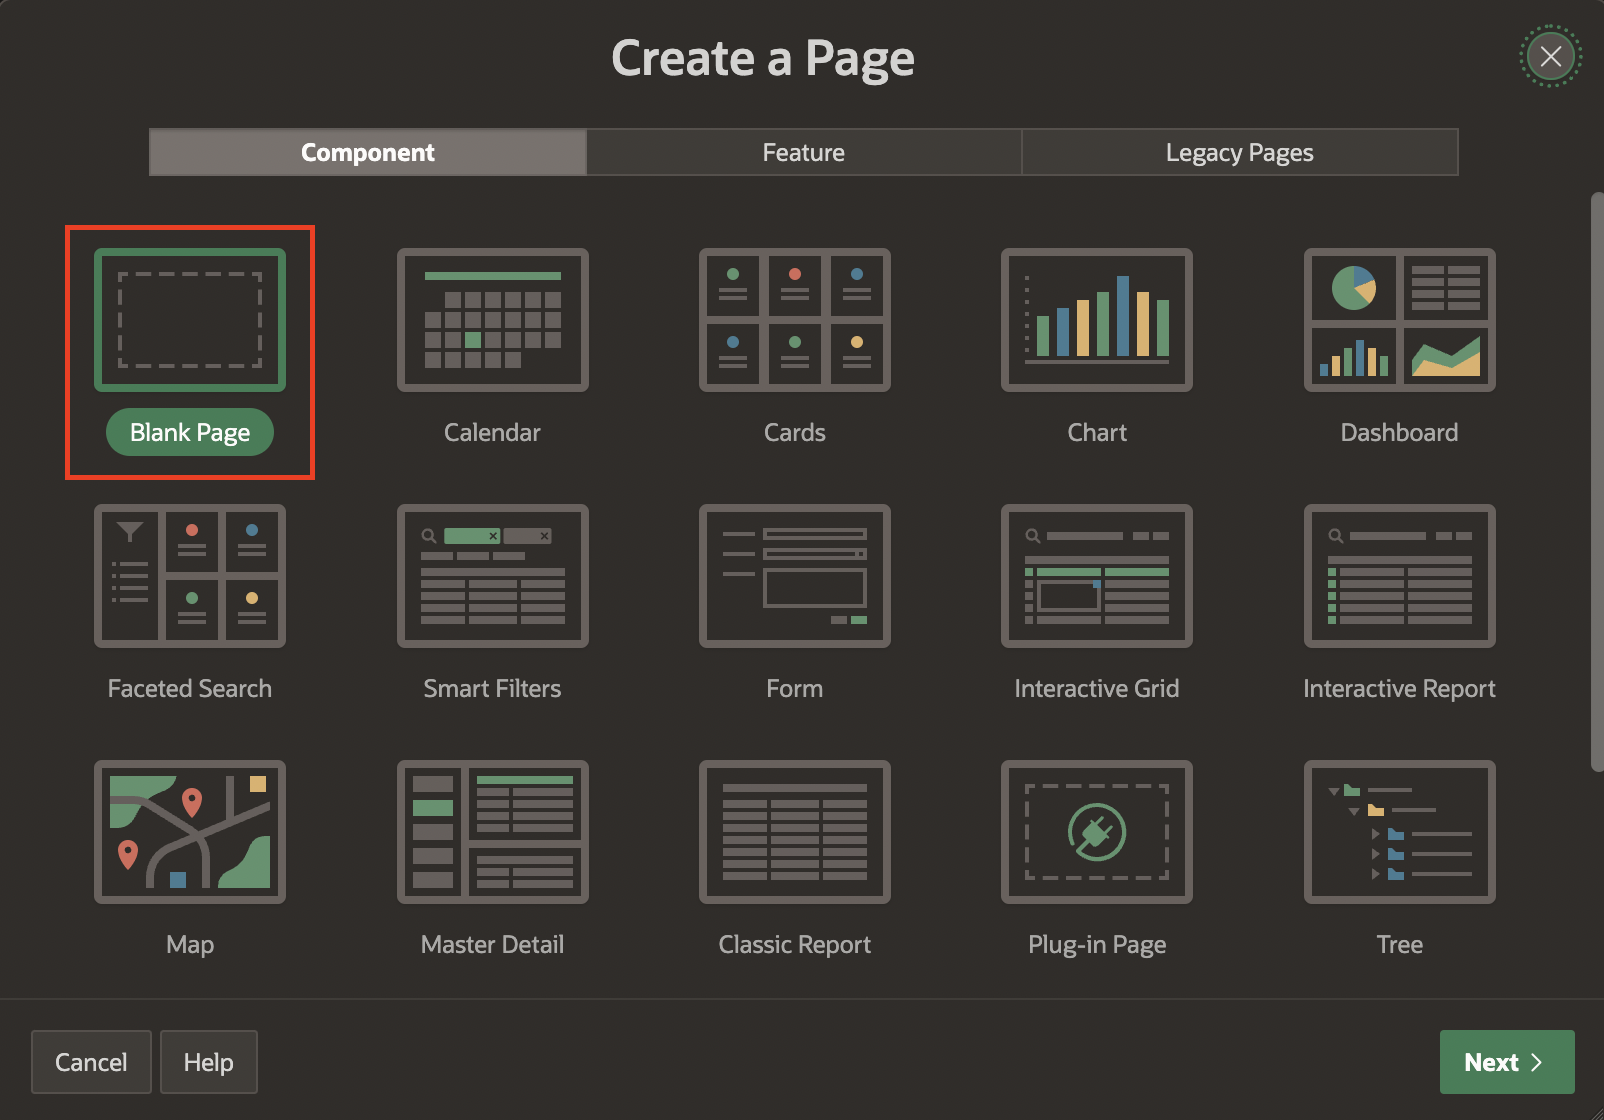 Create a Page
Component
Feature
Legacy Pages
Blank Page
Calendar
Cards
Chart
Dashboard
Faceted Search
Smart Filters
Form
Interactive Grid
Interactive Report
Map
Master Detail
Classic Report
Plug-in Page
Tree
Cancel
Help
Next